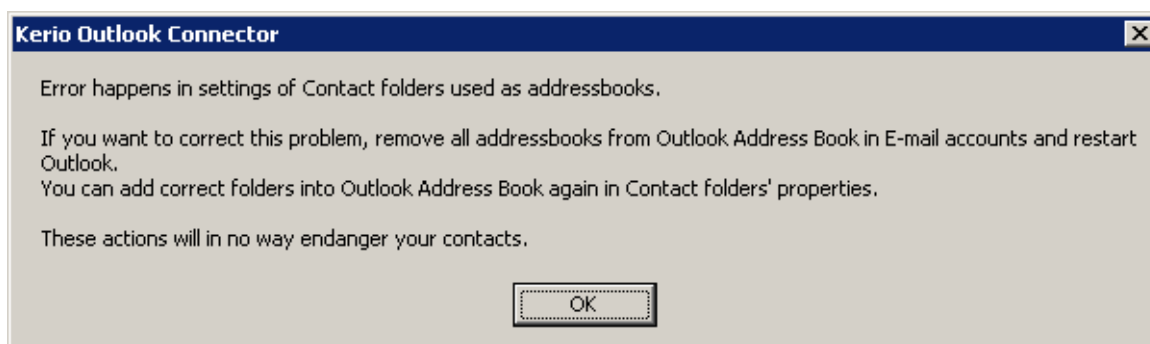 Kerio Outlook Connector
Error happens in settings of Contact folders used as addressbooks.
If you want to correct this problem, remove all addressbooks from Outlook Address Book in E-mail accounts and restart
Outlook.
You can add correct folders into Outlook Address Book again in Contact folders' properties.
These actions will in no way endanger your contacts.
OK